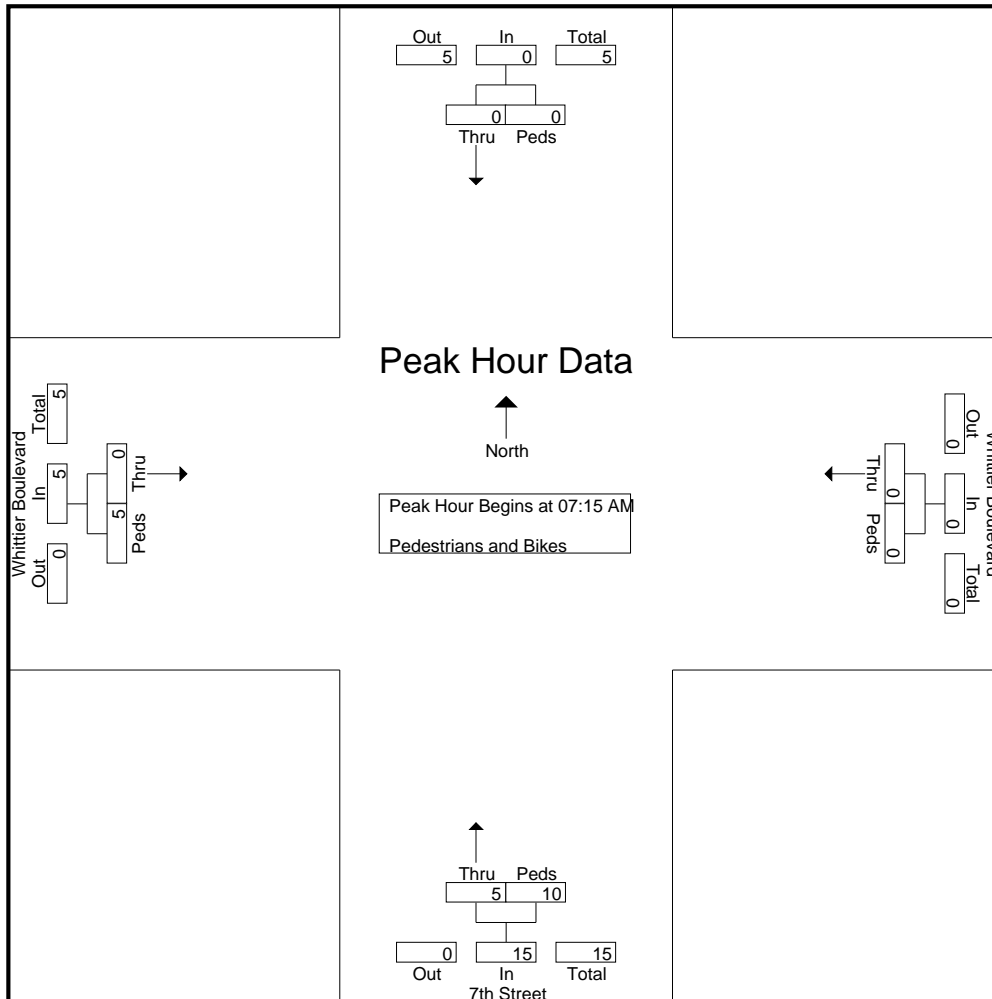 Out In Total
5 0 5
0 0
Thru Peds
Peak Hour Data
North
Peak Hour Begins at 07:15 AM
Pedestrians and Bikes
Whittier Boulevard
Out In Total
0 5 5
Peds Thru
5 0
Whittier Boulevard
Out In Total
0 0 0
Thru Peds
0 0
Thru Peds
5 10
0 15 15
Out In Total
7th Street